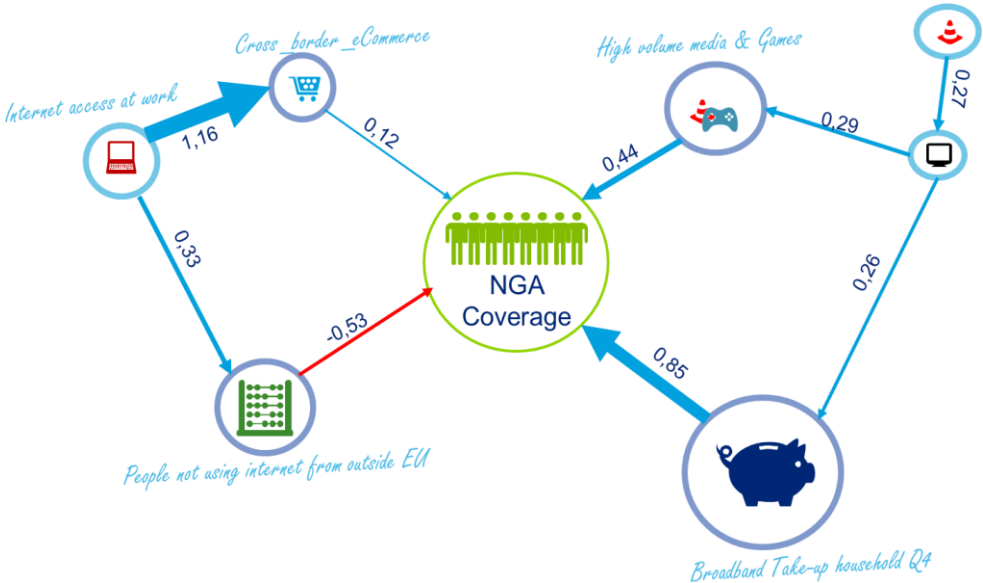 Cross_border_eCommerce
High volume media & Games
Internet access at work
1,16
0,12
0,27
0,29
0,44
0,33
NGA
Coverage
0,26
-0,53
0,85
People not using internet from outside EU
Broadband Take-up household Q4